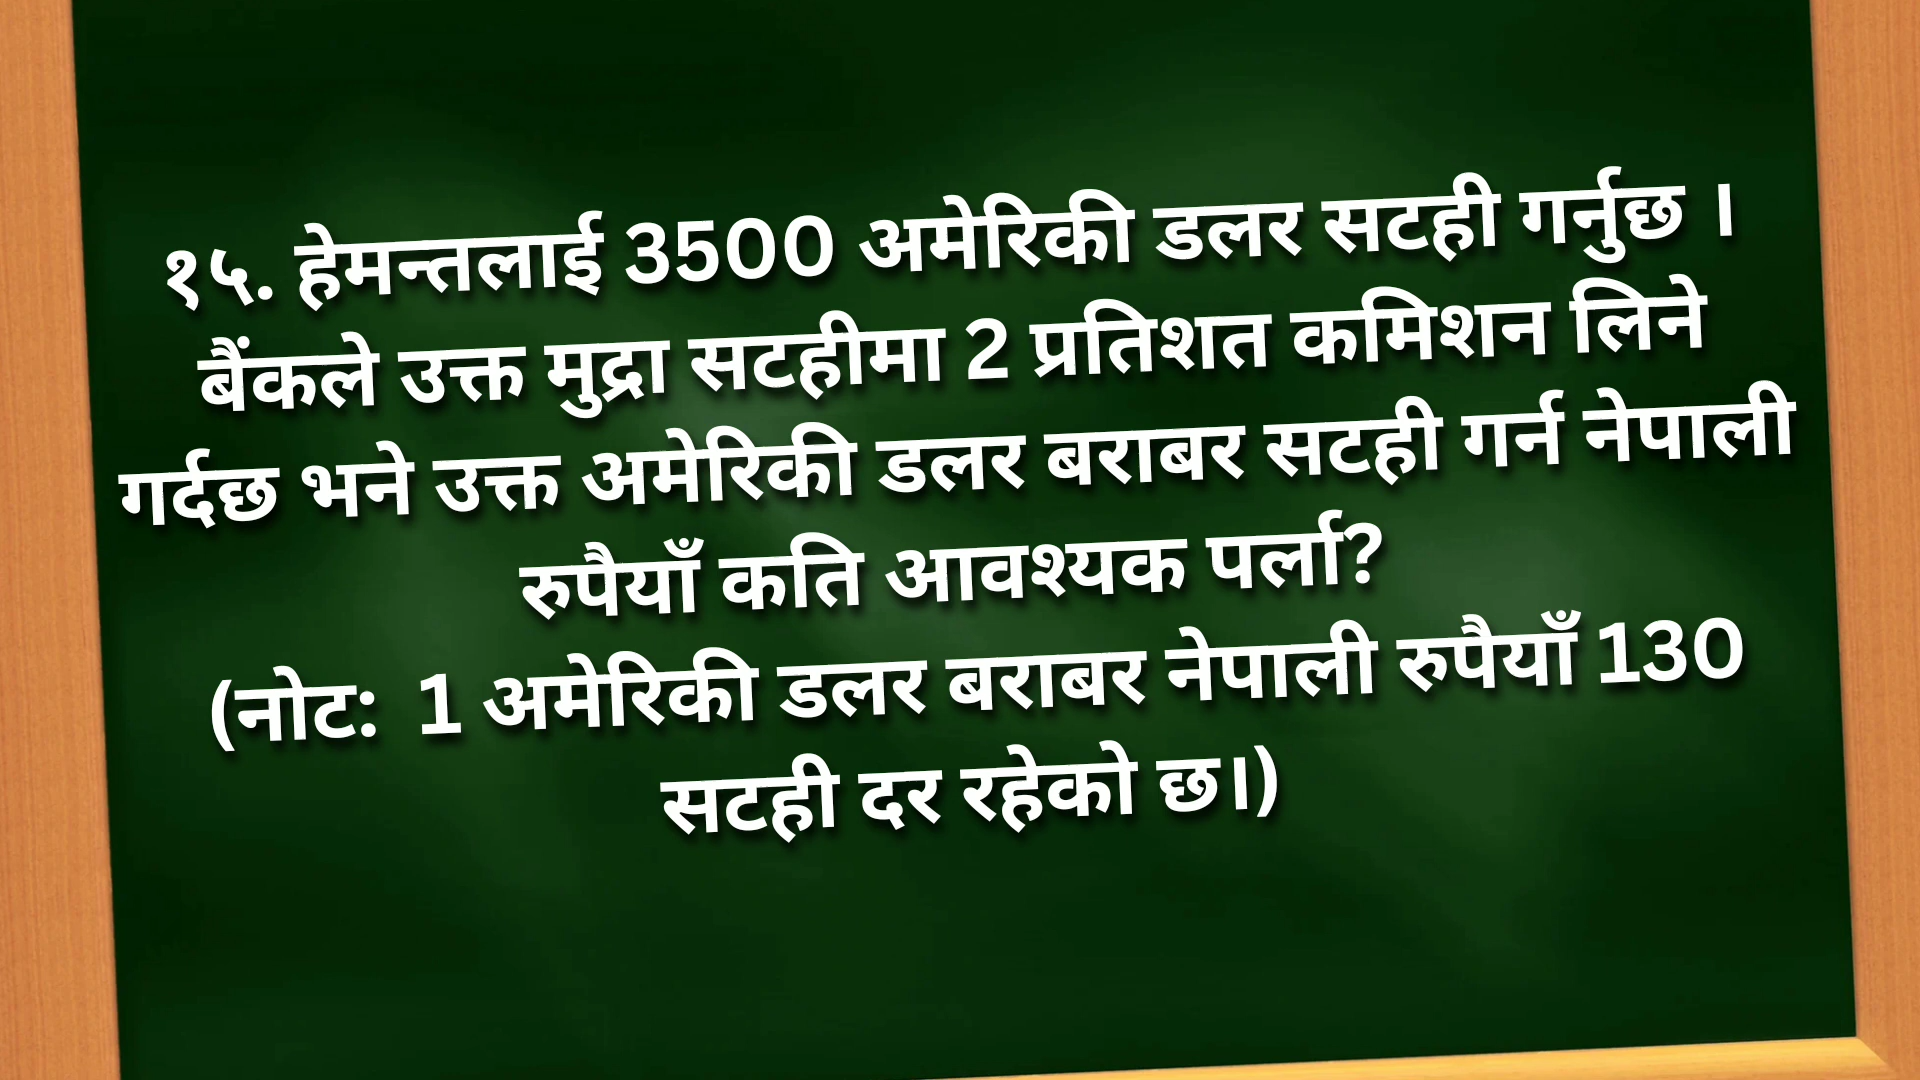 १५. हेमन्तलाई 3500 अमेरिकी डलर सटही गर्नुछ ।
बैंकले उक्त मुद्रा सटहीमा 2 प्रतिशत कमिशन लिने
गर्दछ भने उक्त अमेरिकी डलर बराबर सटही गर्न नेपाली
रुपैयाँ कति आवश्यक पर्ला?
(नोट:  1 अमेरिकी डलर बराबर नेपाली रुपैयाँ 130
सटही दर रहेको छ।)